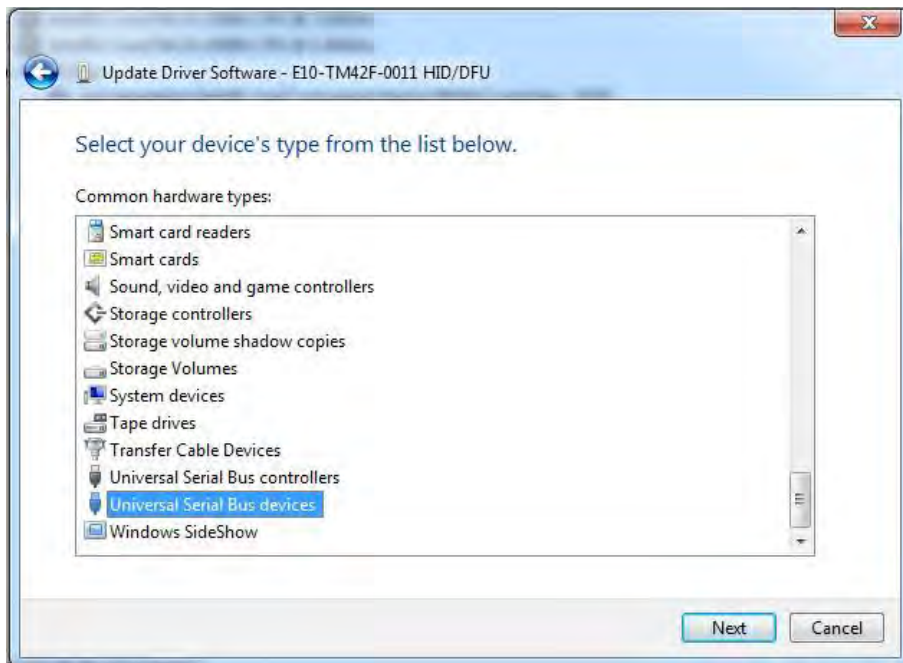 Update Driver Software - E10-TM42F-0011 HID/DFU
Select your device's type from the list below.
Common hardware types:
Smart card readers
Smart cards
Sound, video and game controllers
Storage controllers
Storage volume shadow copies
Storage Volumes
System devices
Tape drives
Transfer Cable Devices
Universal Serial Bus controllers
Universal Serial Bus devices
Windows SideShow
Next Cancel